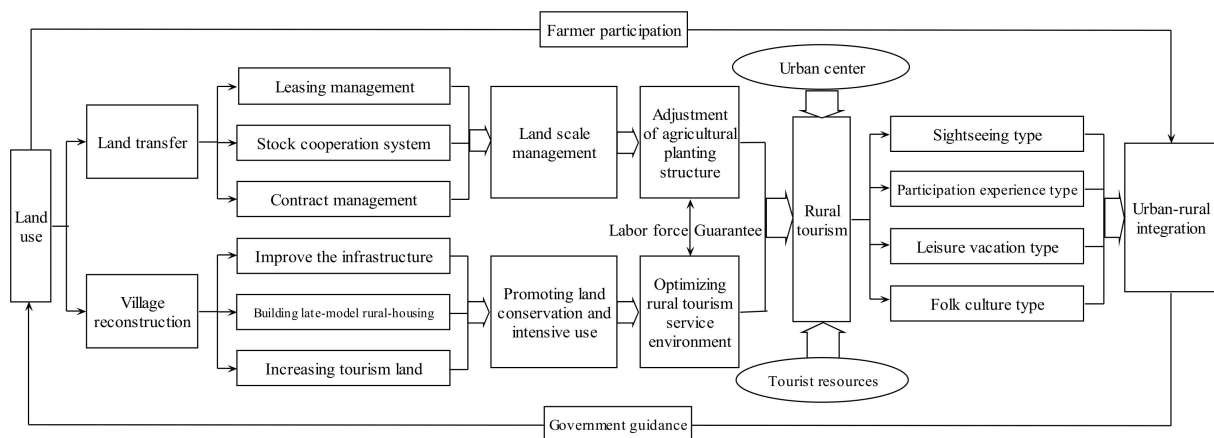 Farmer participation
Land
use
Land transfer
Village
reconstruction
Leasing management
Stock cooperation system
Contract management
Improve the infrastructure
Building late-model rural-housing
Increasing tourism land
Land scale
management
Promoting land
conservation and
intensive use
Adjustment
of agricultural
planting
structure
Labor force
Guarantee
Optimizing
rural tourism
service
environment
Urban center
Rural
tourism
Tourist resources
Sightseeing type
Participation experience type
Leisure vacation type
Folk culture type
Urban-rural
integration
Government guidance